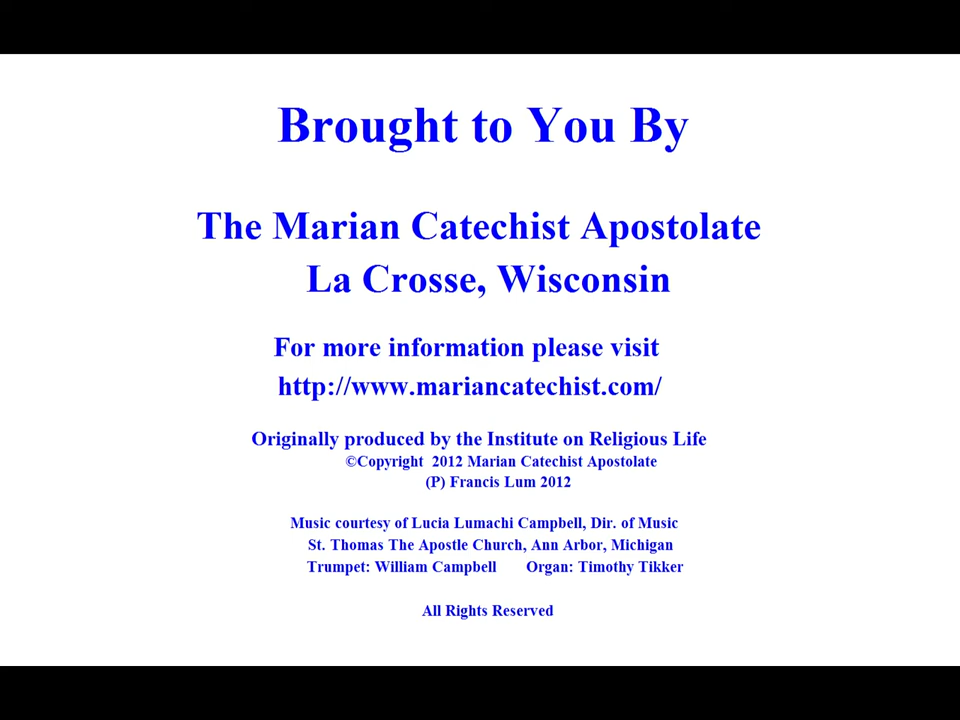 Brought to You By
The Marian Catechist Apostolate
La Crosse, Wisconsin
For more information please visit
http://www.mariancatechist.com/
Originally produced by the Institute on Religious Life
©Copyright 2012 Marian Catechist Apostolate
(P) Francis Lum 2012
Music courtesy of Lucia Lumachi Campbell, Dir. of Music
St. Thomas The Apostle Church, Ann Arbor, Michigan
Trumpet: William Campbell Organ: Timothy Tikker
All Rights Reserved